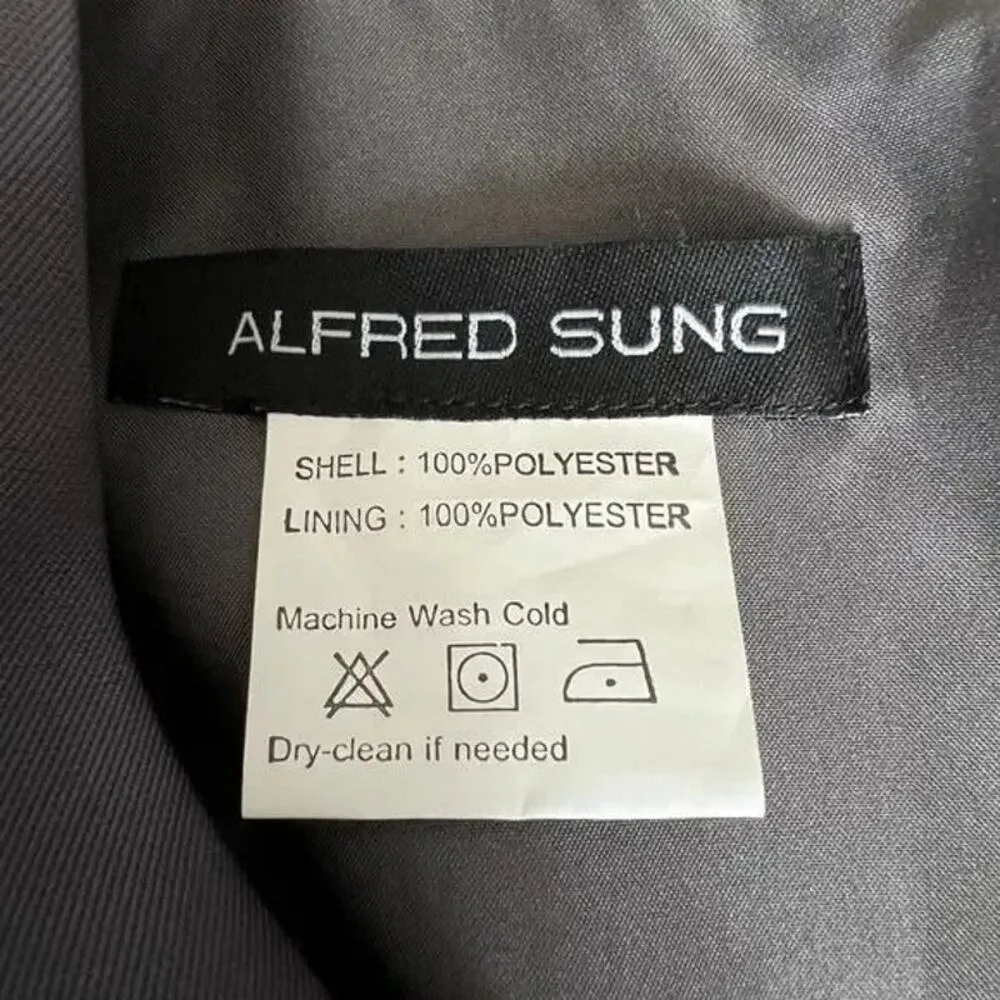 ALFRED SUNG
SHELL : 100%POLYESTER
LINING : 100%POLYESTER
Machine Wash Cold
Dry-clean if needed